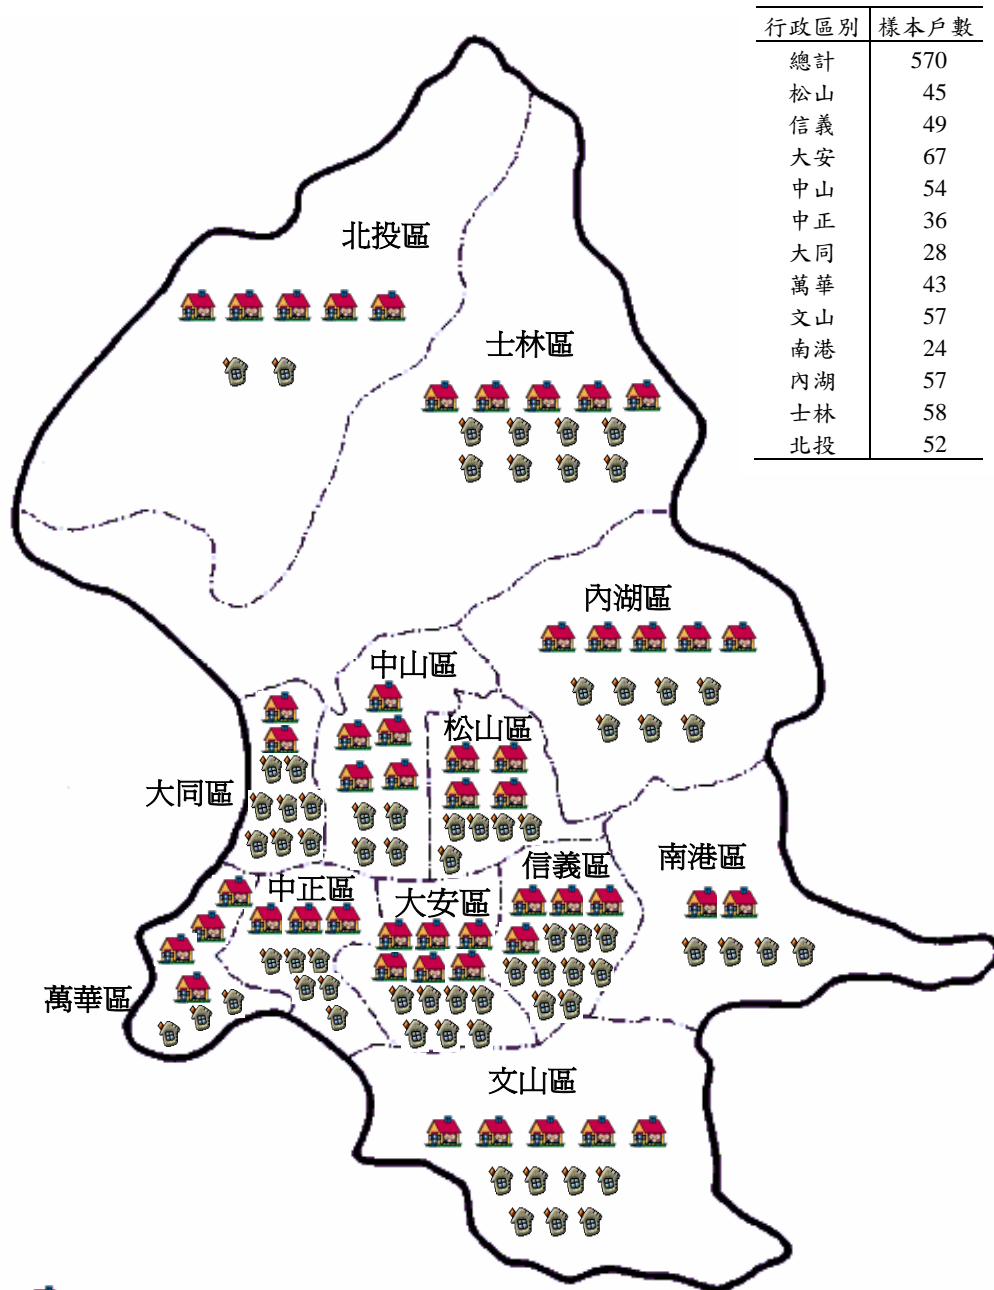 行政區別 樣本戶數
總計 570
松山 45
信義 49
大安 67
中山 54
中正 36
大同 28
萬華 43
文山 57
南港 24
內湖 57
士林 58
北投 52
北投區
士林區
內湖區
中山區
松山區
大同區
信義區
南港區
中正區
大安區
萬華區
文山區